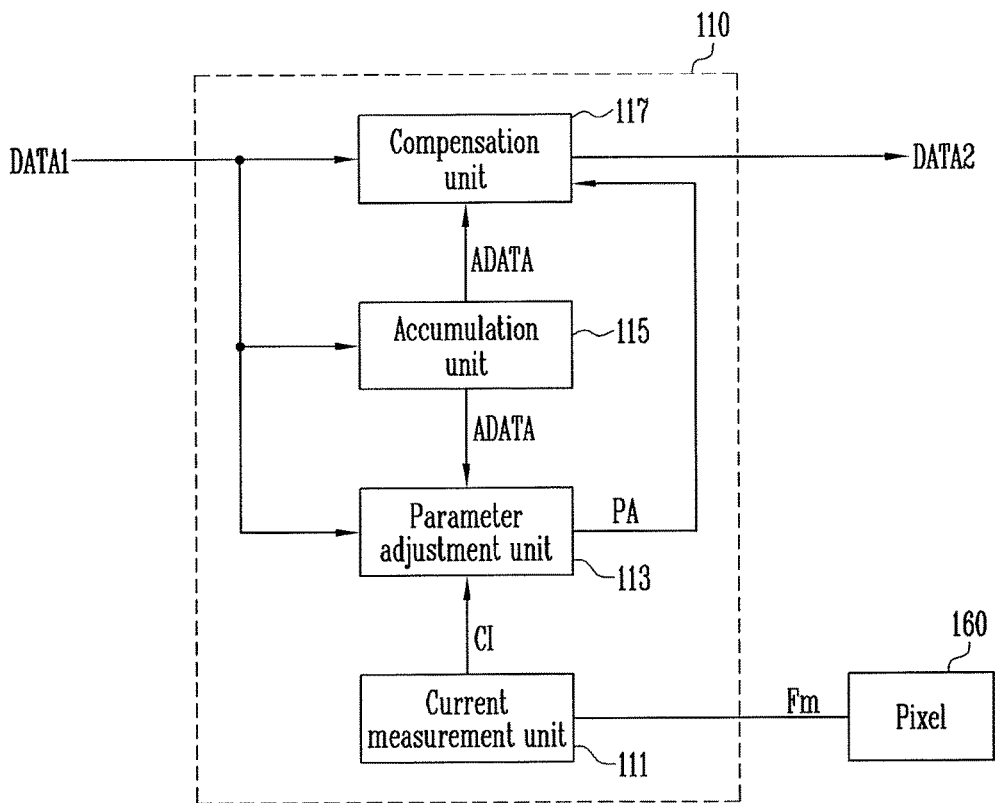 110
117
DATA1
Compensation
unit
DATA2
ADATA
Accumulation
unit
115
ADATA
Parameter
adjustment unit
PA
113
CI
160
Current
measurement unit
Fm
Pixel
111